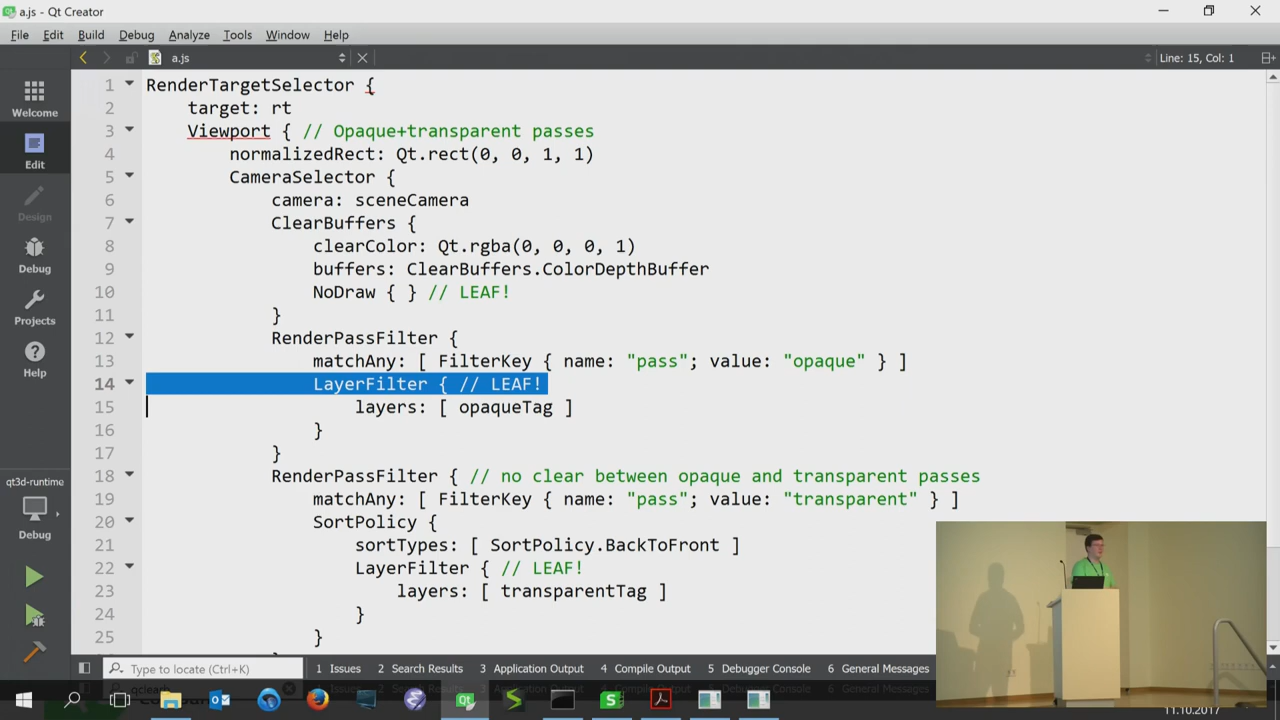 a.js - Qt Creator
File Edit Build Debug Analyze Tools Window Help
a.js
Line: 15, Col: 1
Welcome
Edit
Design
Debug
Projects
Help
qt3d-runtime
Debug
1 RenderTargetSelector {
2 target: rt
3 Viewport { // Opaque+transparent passes
4 normalizedRect: Qt.rect(0, 0, 1, 1)
5 CameraSelector {
6 camera: sceneCamera
7 ClearBuffers {
8 clearColor: Qt.rgba(0, 0, 0, 1)
9 buffers: ClearBuffers.ColorDepthBuffer
10 NoDraw { } // LEAF!
11 }
12 RenderPassFilter {
13 matchAny: [ FilterKey { name: "pass"; value: "opaque" } ]
14 LayerFilter { // LEAF!
15 layers: [ opaqueTag ]
16 }
17 }
18 RenderPassFilter { // no clear between opaque and transparent passes
19 matchAny: [ FilterKey { name: "pass"; value: "transparent" } ]
20 SortPolicy {
21 sortTypes: [ SortPolicy.BackToFront ]
22 LayerFilter { // LEAF!
23 layers: [ transparentTag ]
24 }
25 }
Type to locate (Ctrl+K) 1 Issues 2 Search Results 3 Application Output 4 Compile Output 5 Debugger Console 6 General Messages
11.10.2017